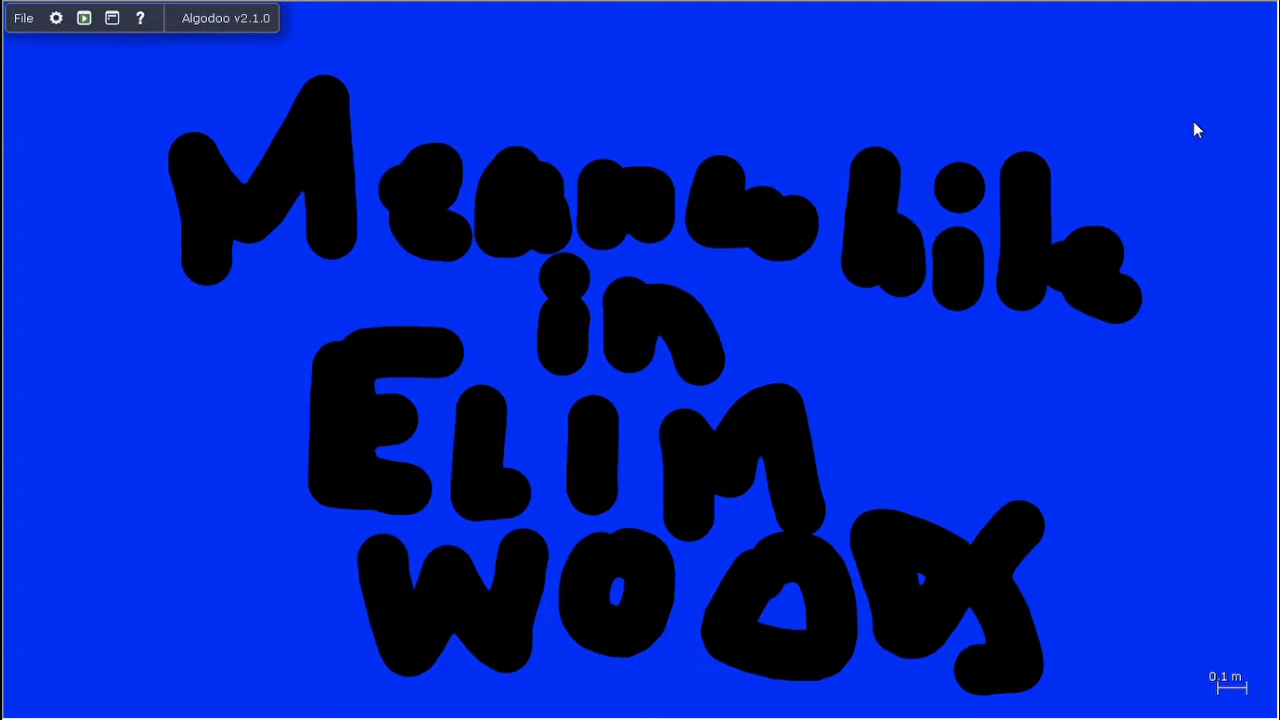 File ? Algodoo v2.1.0
Meanwhile
in
ELIM
WOODS
0.1 m